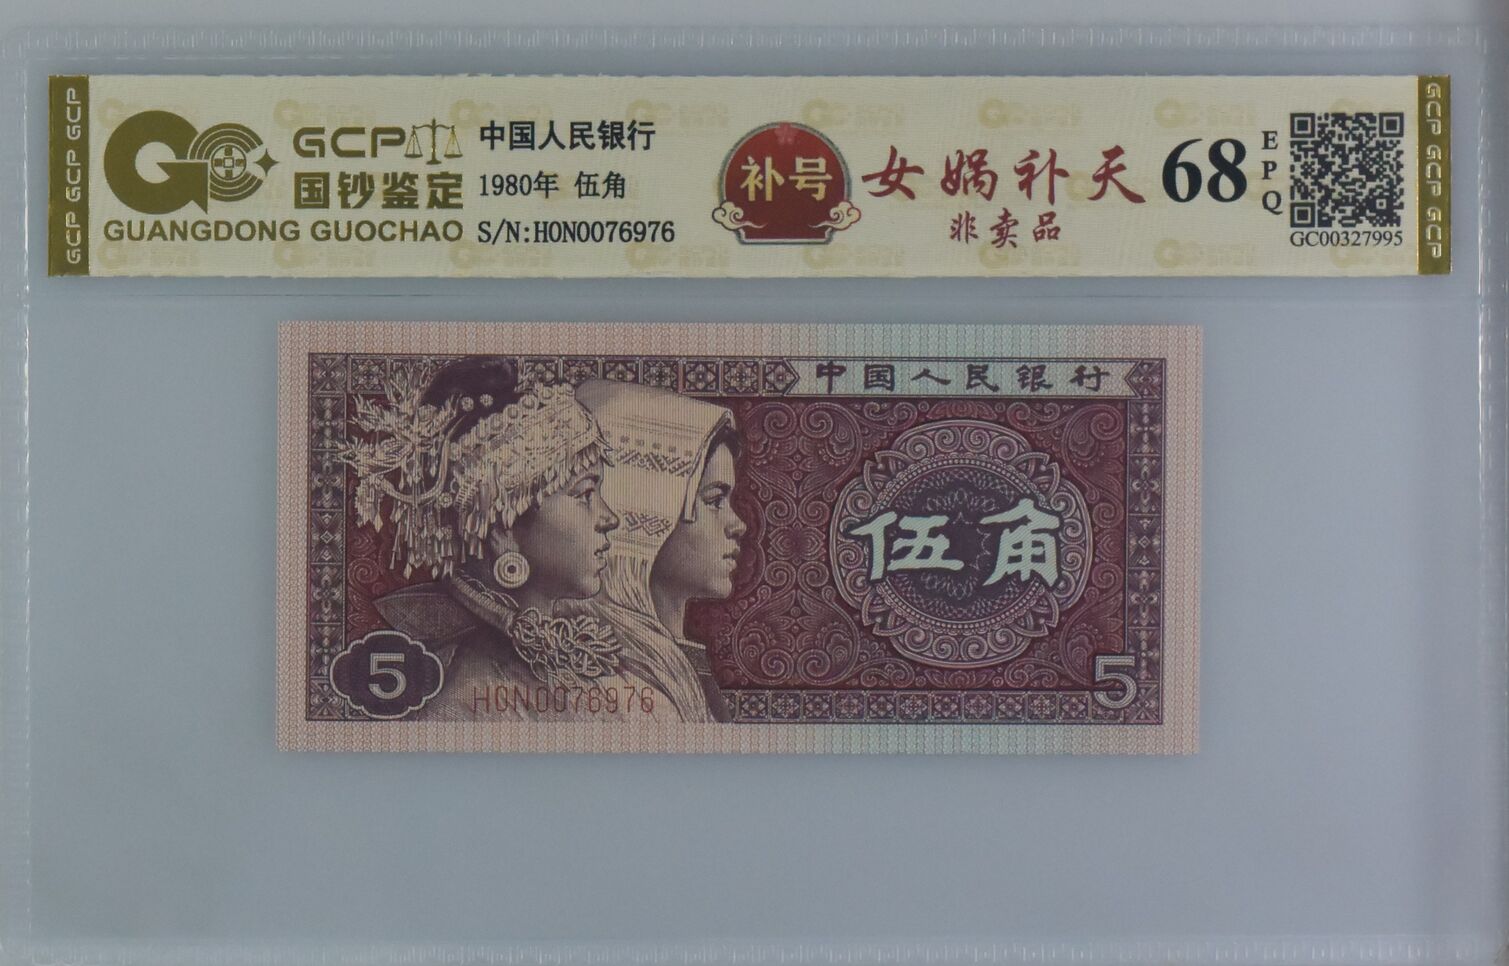 GCP GCP GCP
GCP
国钞鉴定
GUANGDONG GUOCHAO
中国人民银行
1980年 伍角
S/N:H0N0076976
补号
女娲补天
非卖品
68
EPQ
GC00327995
GCP GCP GCP
中国人民银行
伍角
5
H0N0076976
5